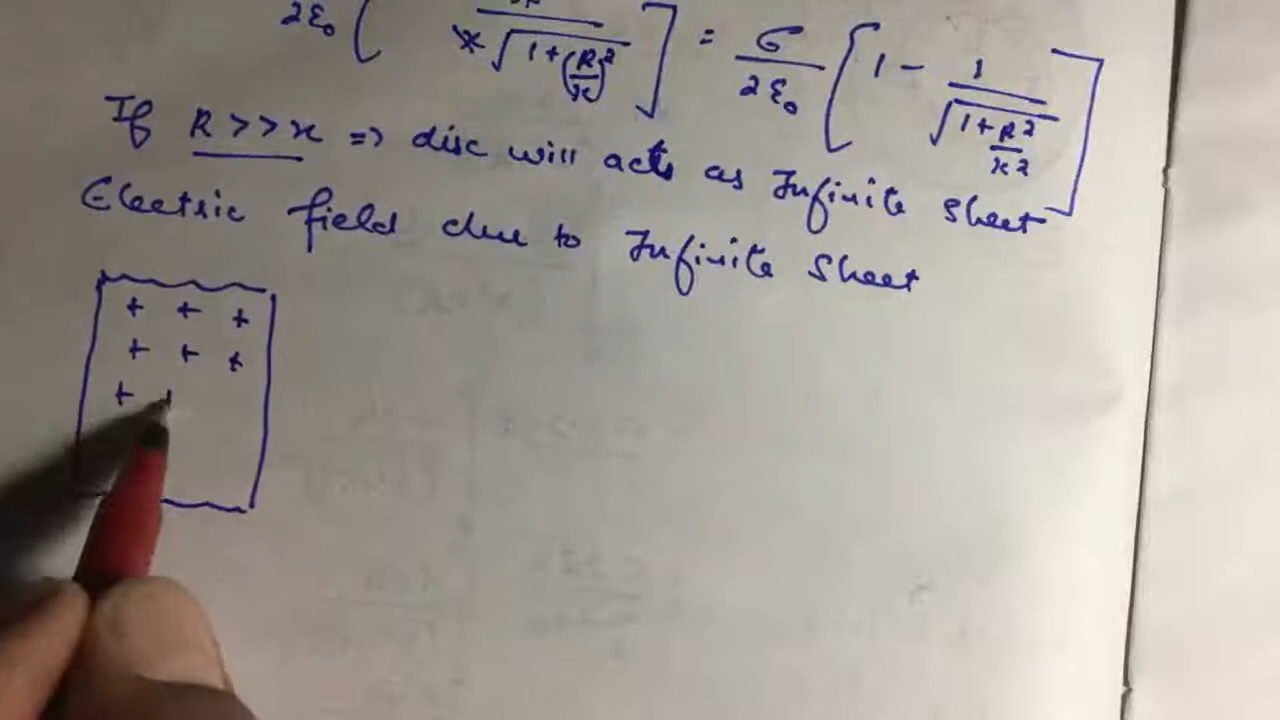 2ε₀ [ x√1+(R/x)² ] = σ/2ε₀ [ 1 - 1/√1+R²/x² ]
If R>>x => disc will acts as Infinite Sheet
Electric field due to Infinite Sheet
+ + +
+ + +
+ +